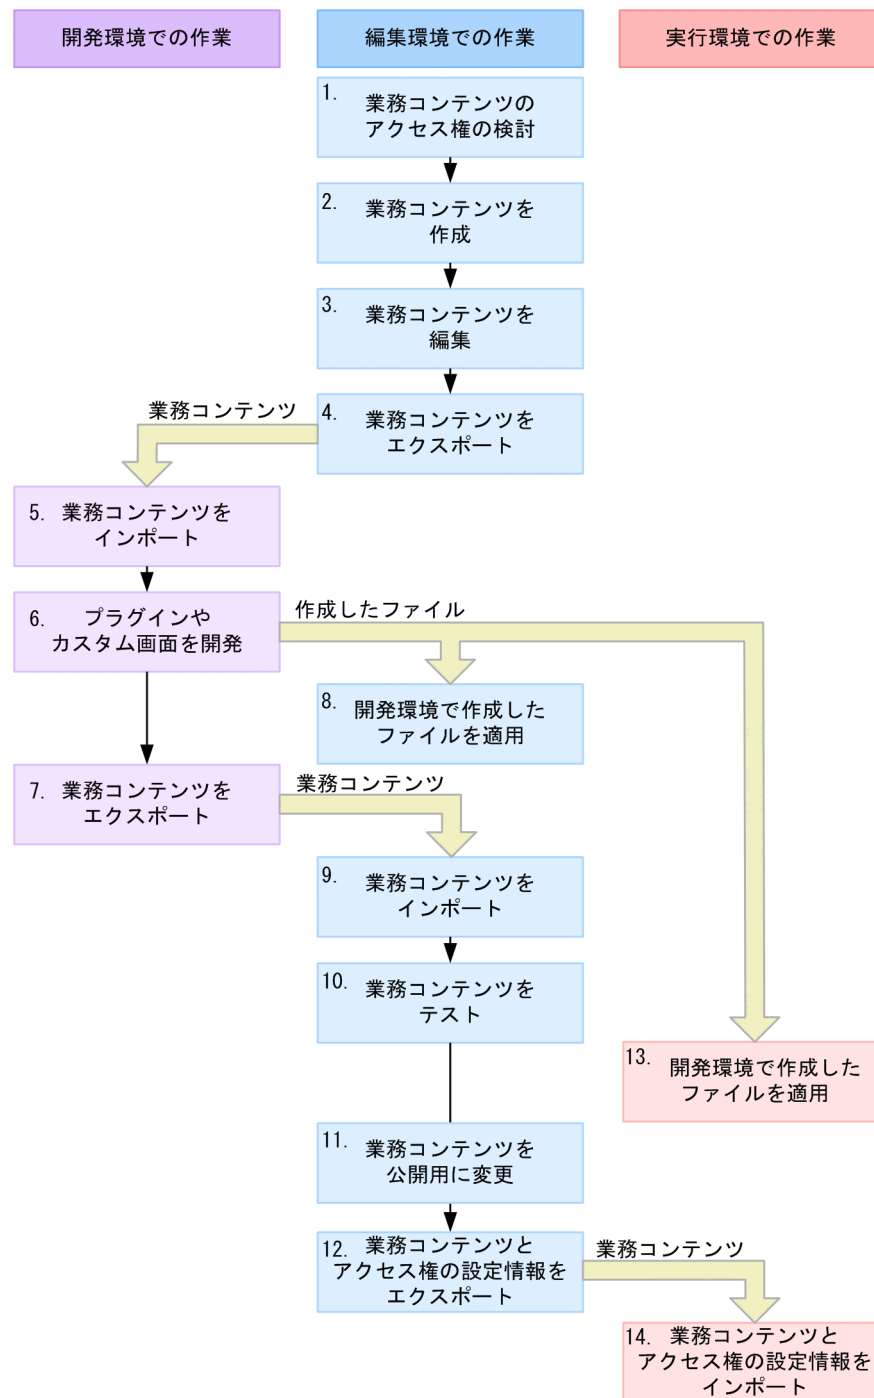 開発環境での作業
編集環境での作業
実行環境での作業
1.
業務コンテンツの
アクセス権の検討
2.
業務コンテンツを
作成
3.
業務コンテンツを
編集
業務コンテンツ
4.
業務コンテンツを
エクスポート
5. 業務コンテンツを
インポート
6. プラグインや
カスタム画面を開発
作成したファイル
8.
開発環境で作成した
ファイルを適用
7. 業務コンテンツを
エクスポート
業務コンテンツ
9.
業務コンテンツを
インポート
10.
業務コンテンツを
テスト
13.
開発環境で作成した
ファイルを適用
11.
業務コンテンツを
公開用に変更
12.
業務コンテンツと
アクセス権の設定情報を
エクスポート
業務コンテンツ
14. 業務コンテンツと
アクセス権の設定情報を
インポート